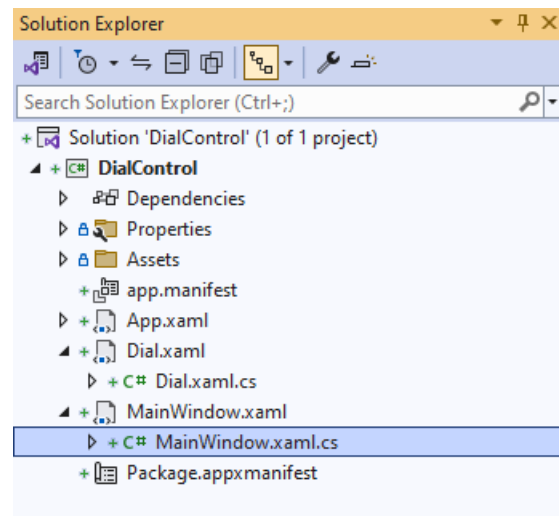 Solution Explorer
Search Solution Explorer (Ctrl+;)
+ Solution 'DialControl' (1 of 1 project)
+ C# DialControl
Dependencies
Properties
Assets
+ app.manifest
+ App.xaml
+ Dial.xaml
+ C# Dial.xaml.cs
+ MainWindow.xaml
+ C# MainWindow.xaml.cs
+ Package.appxmanifest